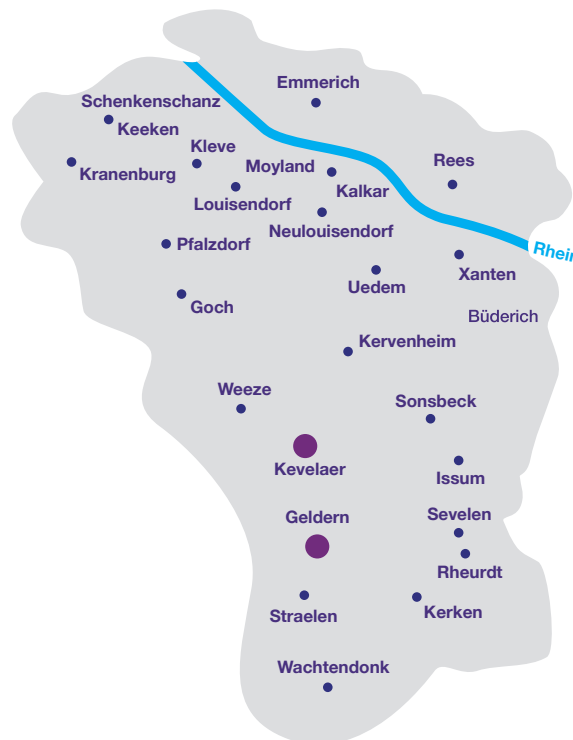 Emmerich
Schenkenschanz
Keeken
Kleve
Moyland
Rees
Kranenburg
Kalkar
Louisendorf
Neulouisendorf
Pfalzdorf
Rhein
Xanten
Uedem
Goch
Büderich
Kervenheim
Weeze
Sonsbeck
Kevelaer
Issum
Geldern
Sevelen
Rheurdt
Straelen
Kerken
Wachtendonk